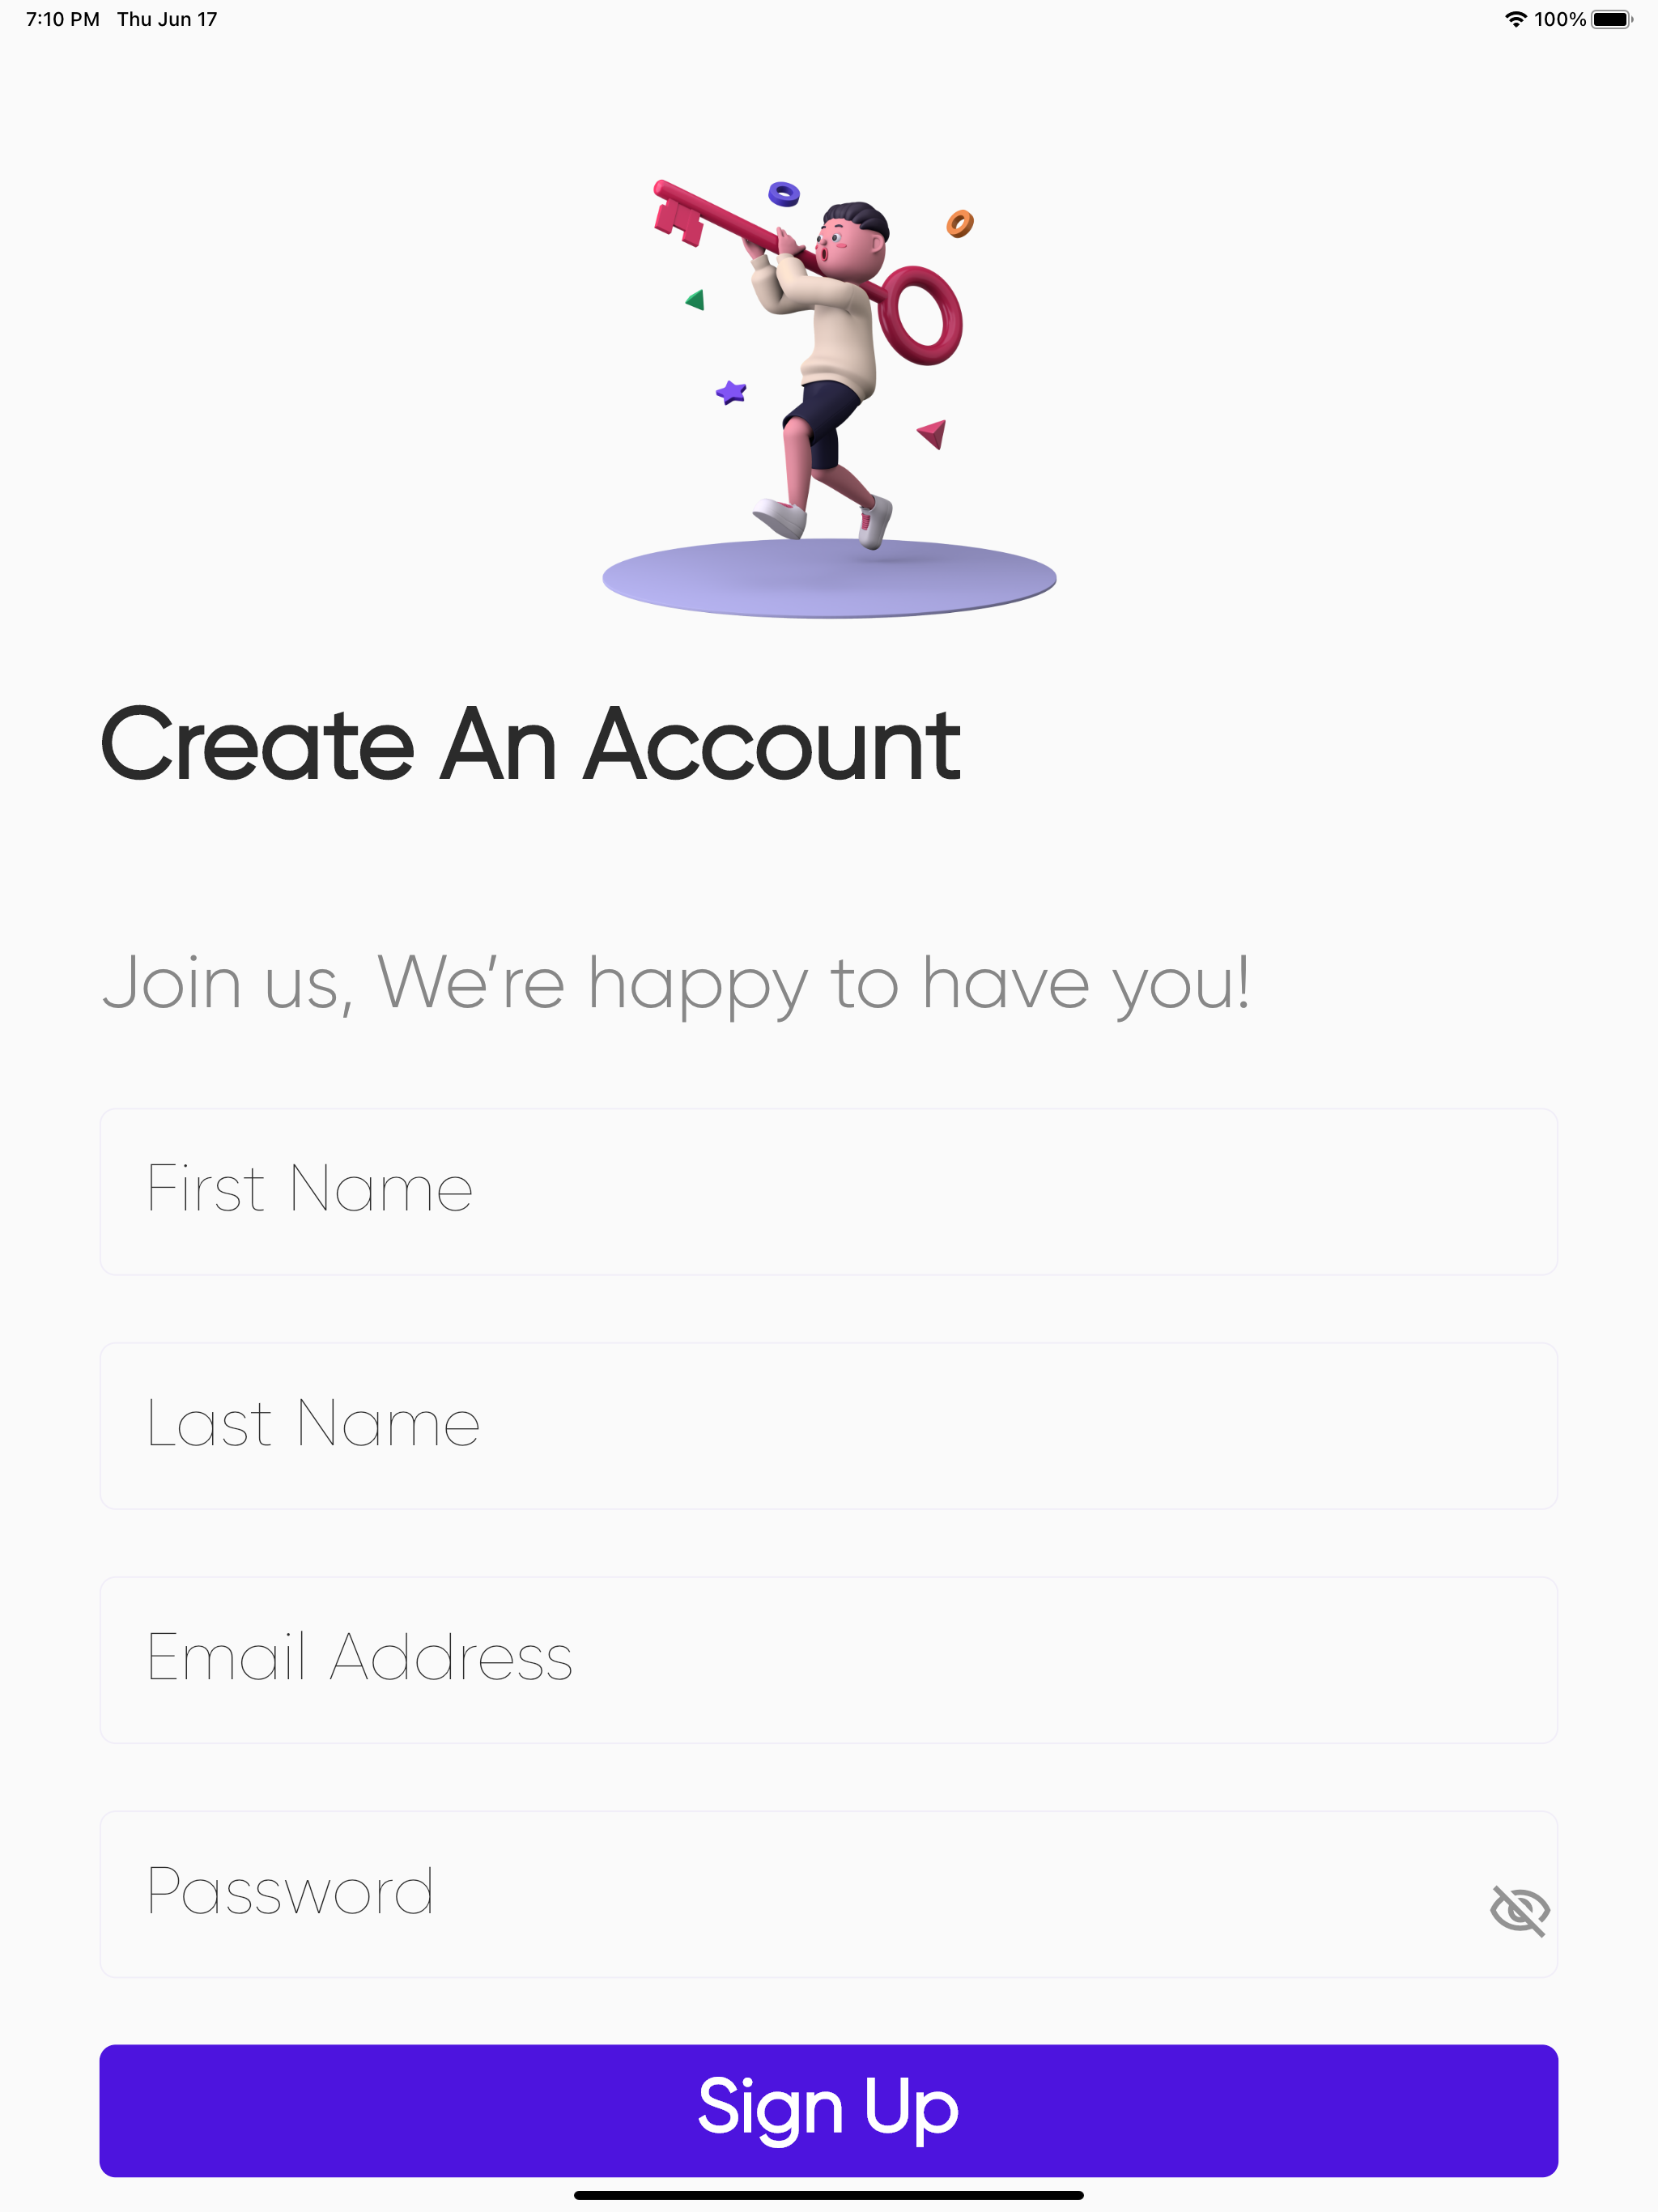 7:10 PM Thu Jun 17 100%
Create An Account
Join us, We’re happy to have you!
First Name
Last Name
Email Address
Password
Sign Up